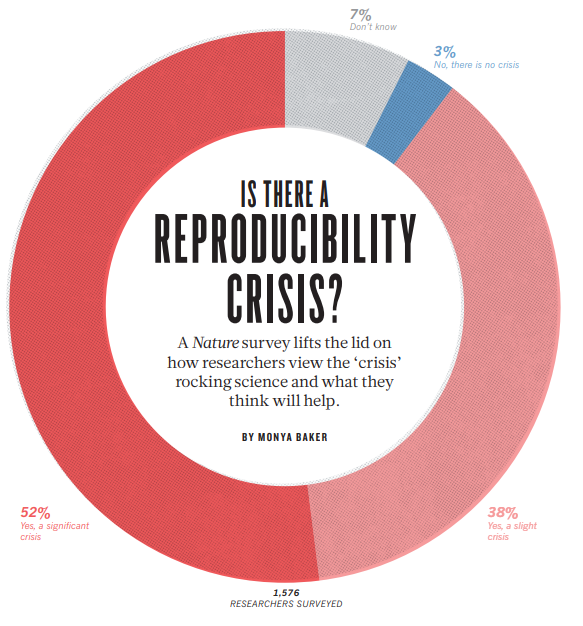 7%
Don't know
3%
No, there is no crisis
IS THERE A
REPRODUCIBILITY
CRISIS?
A Nature survey lifts the lid on
how researchers view the ‘crisis’
rocking science and what they
think will help.
BY MONYA BAKER
52%
Yes, a significant
crisis
38%
Yes, a slight
crisis
1,576
RESEARCHERS SURVEYED